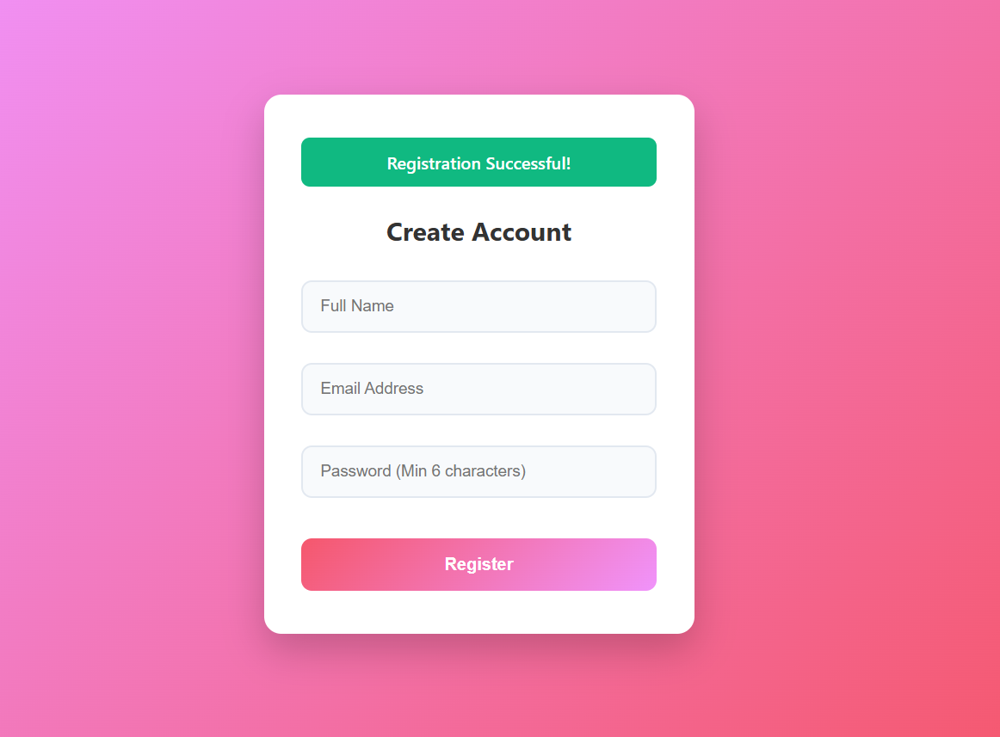 Registration Successful!
Create Account
Full Name
Email Address
Password (Min 6 characters)
Register